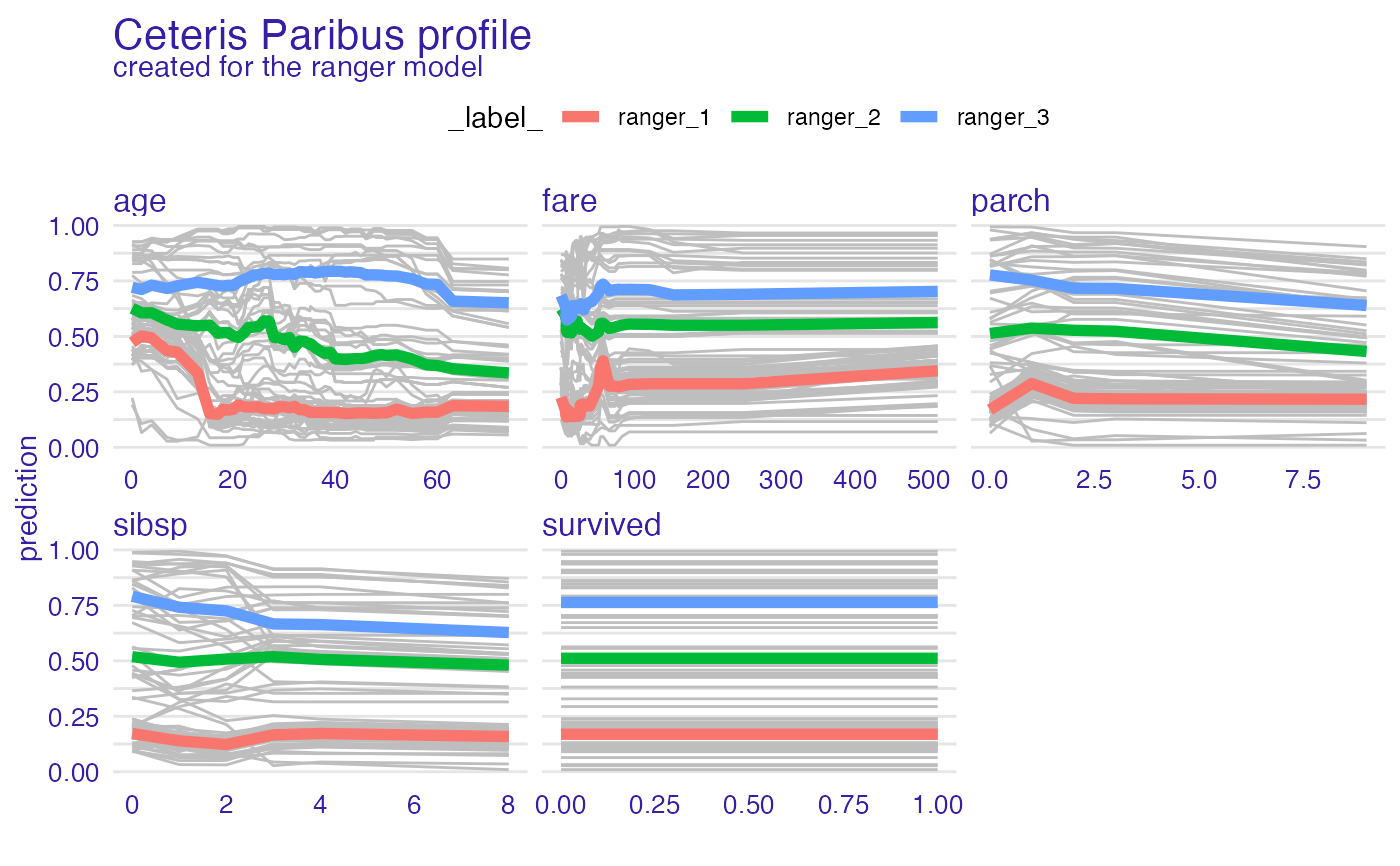 Ceteris Paribus profile
created for the ranger model
_label_ ranger_1 ranger_2 ranger_3
age fare parch
1.00
0.75
0.50
0.25
0.00
0 20 40 60 0 100 200 300 400 500 0.0 2.5 5.0 7.5
prediction
sibsp survived
1.00
0.75
0.50
0.25
0.00
0 2 4 6 8 0.00 0.25 0.50 0.75 1.00